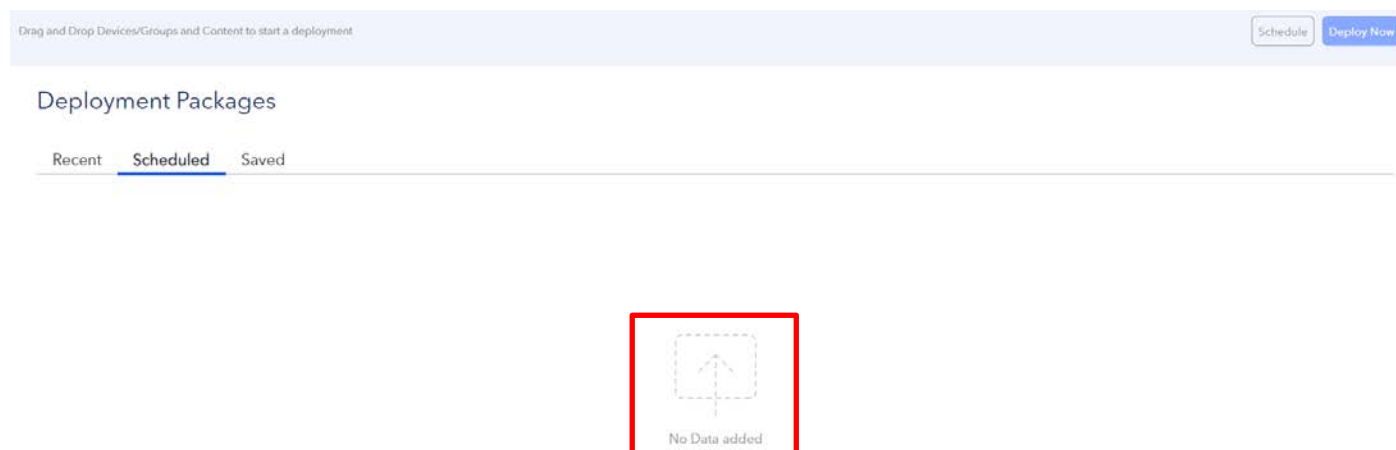 Drag and Drop Devices/Groups and Content to start a deployment
Schedule
Deploy Now
Deployment Packages
Recent
Scheduled
Saved
No Data added